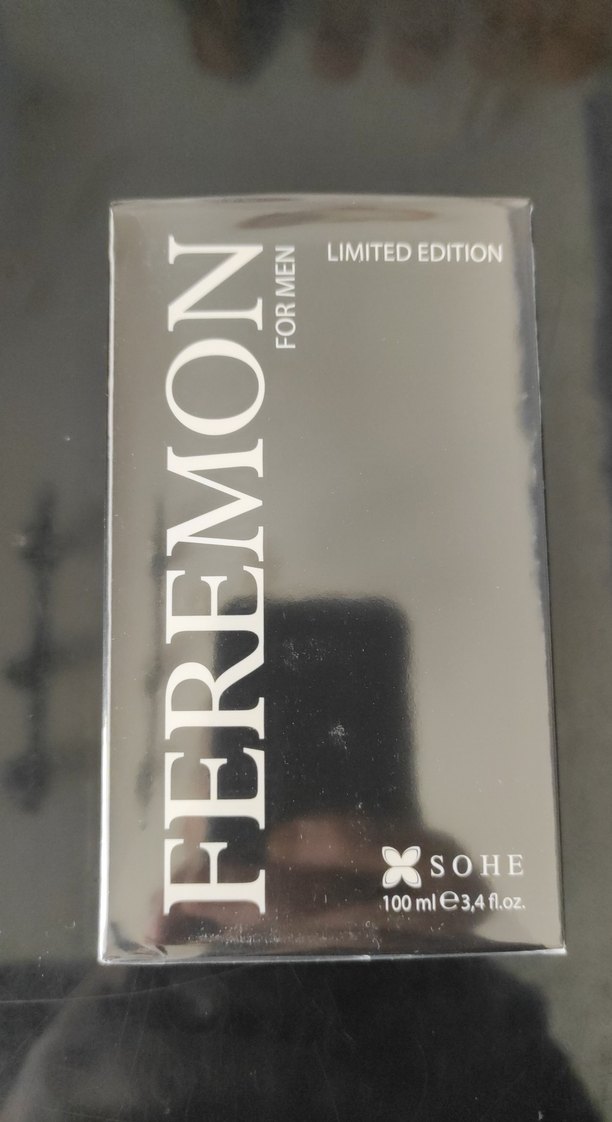 FEREMON
FOR MEN
LIMITED EDITION
SOHE
100 ml ℮ 3,4 fl.oz.